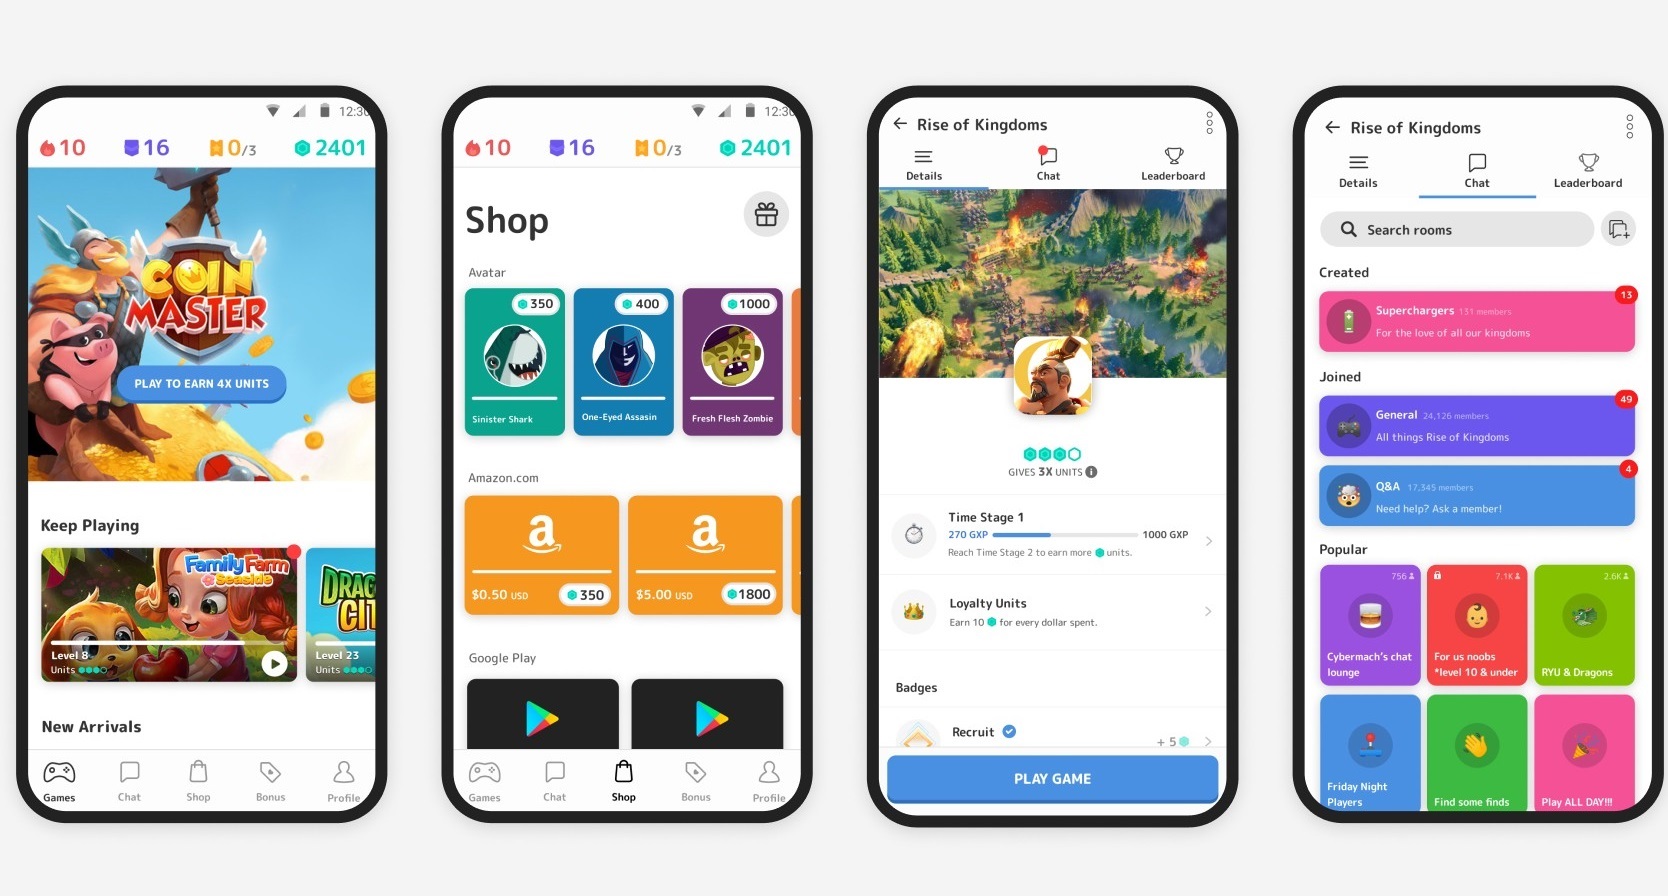 12:30
10 16 0/3 2401
COIN
MASTER
PLAY TO EARN 4X UNITS
Keep Playing
Family Farm
Seaside
Level 8
Units
Level 23
Units
New Arrivals
Games Chat Shop Bonus Profile
12:30
10 16 0/3 2401
Shop
Avatar
350 400 1000
Sinister Shark One-Eyed Assasin Fresh Flesh Zombie
Amazon.com
a a
$0.50 USD 350 $5.00 USD 1800
Google Play
Games Chat Shop Bonus Profile
Rise of Kingdoms
Details Chat Leaderboard
GIVES 3X UNITS i
Time Stage 1
270 GXP 1000 GXP
Reach Time Stage 2 to earn more units.
Loyalty Units
Earn 10 for every dollar spent.
Badges
Recruit
+ 5
PLAY GAME
Rise of Kingdoms
Details Chat Leaderboard
Search rooms
Created
13
Superchargers 131 members
For the love of all our kingdoms
Joined
49
General 24,126 members
All things Rise of Kingdoms
4
Q&A 17,345 members
Need help? Ask a member!
Popular
756 7.1K 2.6K
Cybermach's chat
lounge
For us noobs
*level 10 & under
RYU & Dragons
Friday Night
Players
Find some finds
Play ALL DAY!!!